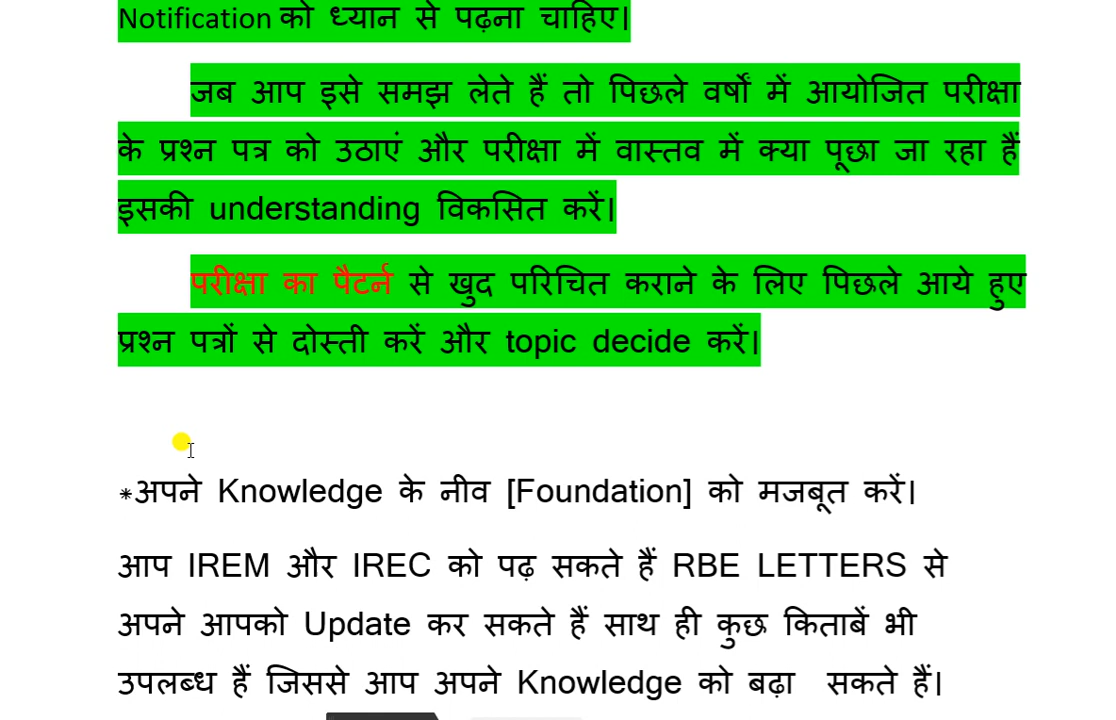 Notification को ध्यान से पढ़ना चाहिए।
जब आप इसे समझ लेते हैं तो पिछले वर्षों में आयोजित परीक्षा
के प्रश्न पत्र को उठाएं और परीक्षा में वास्तव में क्या पूछा जा रहा हैं
इसकी understanding विकसित करें।
परीक्षा का पैटर्न से खुद परिचित कराने के लिए पिछले आये हुए
प्रश्न पत्रों से दोस्ती करें और topic decide करें।
*अपने Knowledge के नीव [Foundation] को मजबूत करें।
आप IREM और IREC को पढ़ सकते हैं RBE LETTERS से
अपने आपको Update कर सकते हैं साथ ही कुछ किताबें भी
उपलब्ध हैं जिससे आप अपने Knowledge को बढ़ा सकते हैं।